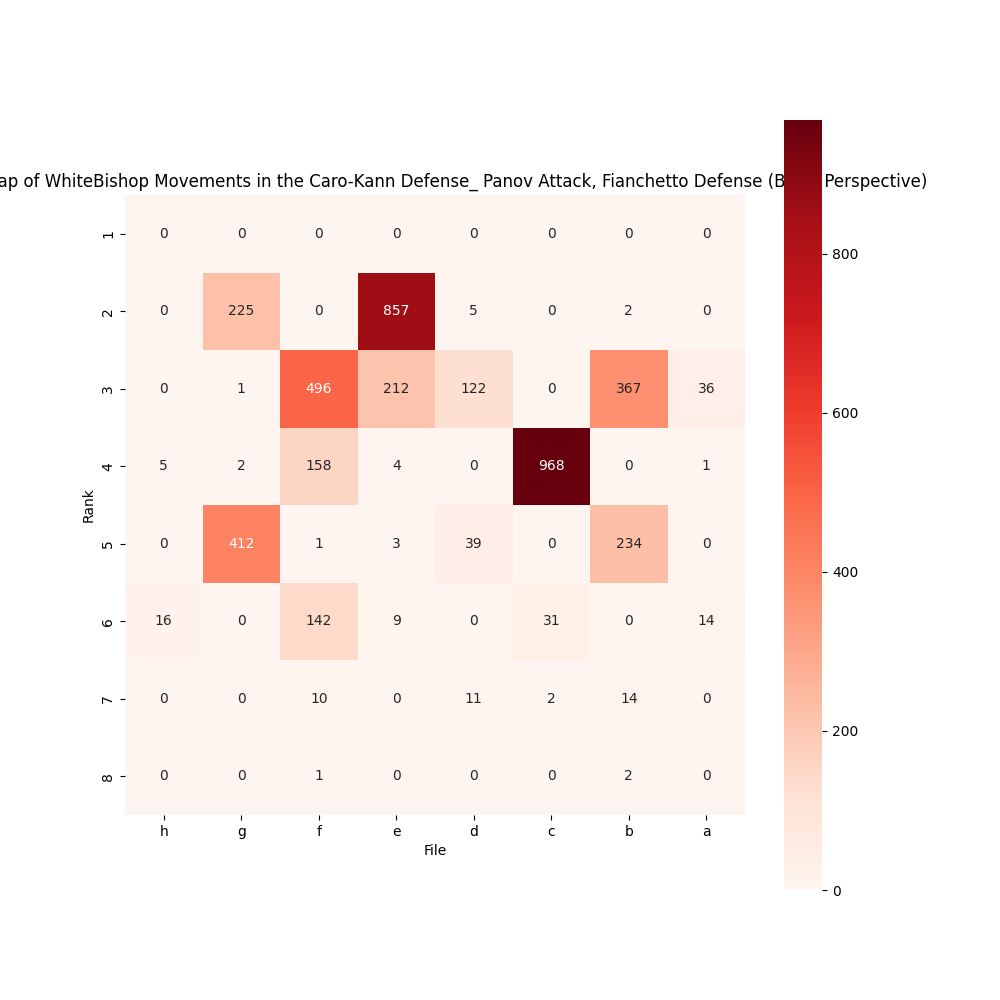 ap of WhiteBishop Movements in the Caro-Kann Defense_ Panov Attack, Fianchetto Defense (B Perspective)
1 0 0 0 0 0 0 0 0
2 0 225 0 857 5 0 2 0
3 0 1 496 212 122 0 367 36
4 5 2 158 4 0 968 0 1
5 0 412 1 3 39 0 234 0
6 16 0 142 9 0 31 0 14
7 0 0 10 0 11 2 14 0
8 0 0 1 0 0 0 2 0
h g f e d c b a
File
Rank
800
600
400
200
0